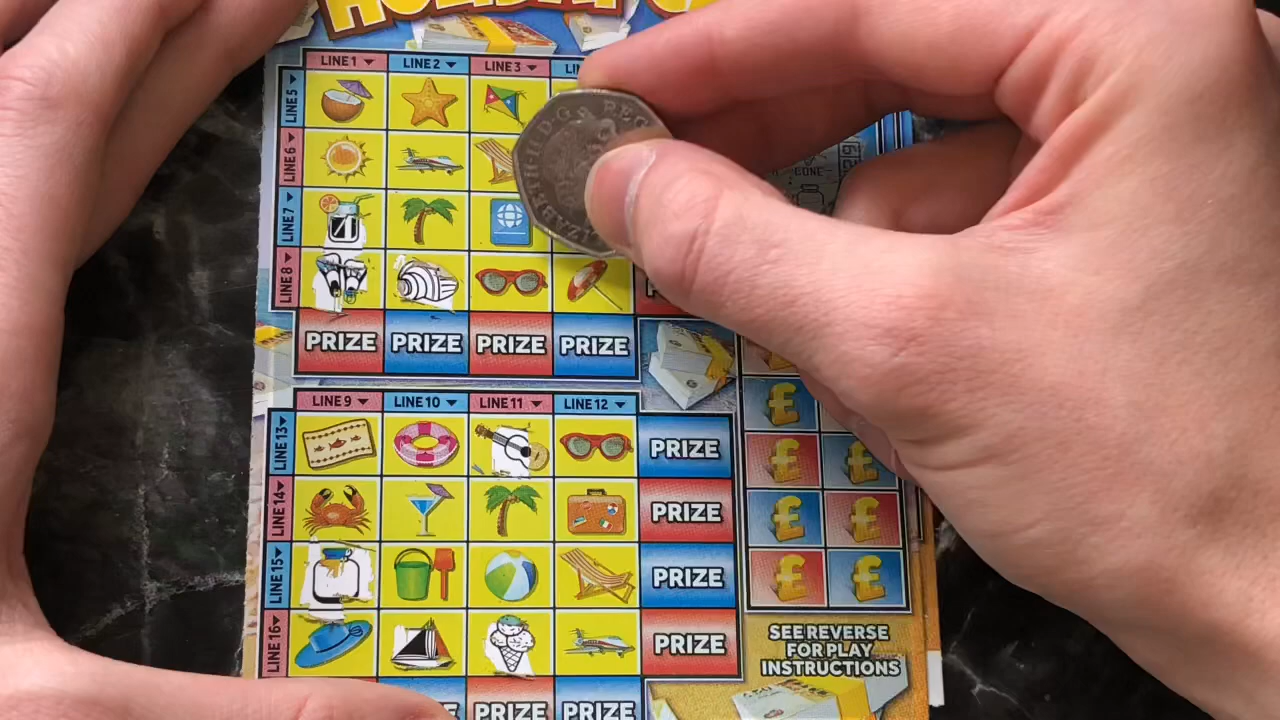 HOLIDAY
LINE 1 LINE 2 LINE 3
LINE 5
LINE 6
LINE 7
LINE 8
PRIZE PRIZE PRIZE PRIZE
LINE 9 LINE 10 LINE 11 LINE 12
LINE 13
PRIZE
LINE 14
PRIZE
LINE 15
PRIZE
LINE 16
PRIZE
PRIZE PRIZE
£
£ £
£ £
£ £
SEE REVERSE
FOR PLAY
INSTRUCTIONS